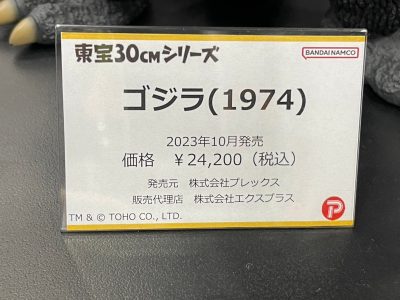 東宝30CMシリーズ
BANDAI NAMCO
ゴジラ(1974)
2023年10月発売
価格 ￥24,200（税込）
発売元 株式会社プレックス
販売代理店 株式会社エクスプラス
TM & © TOHO CO., LTD.
P